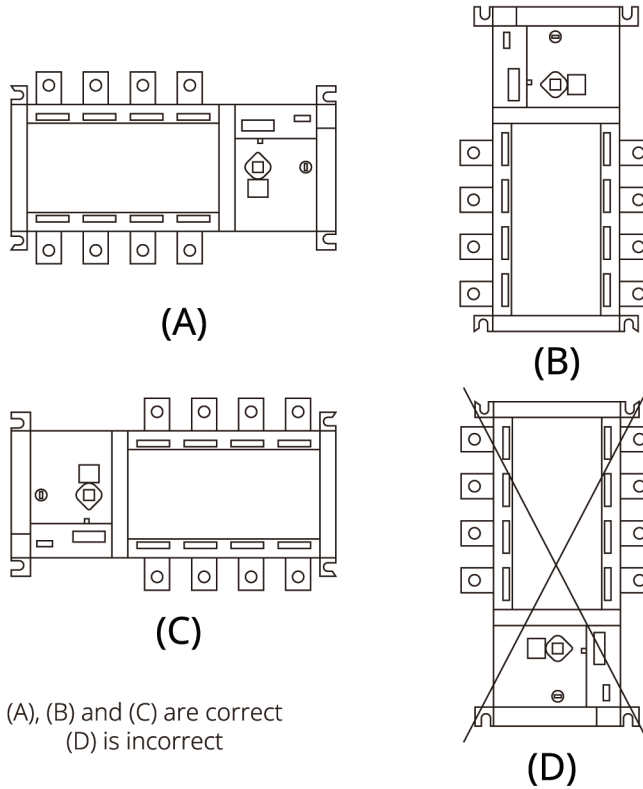 (A)
(B)
(C)
(A), (B) and (C) are correct
(D) is incorrect
(D)